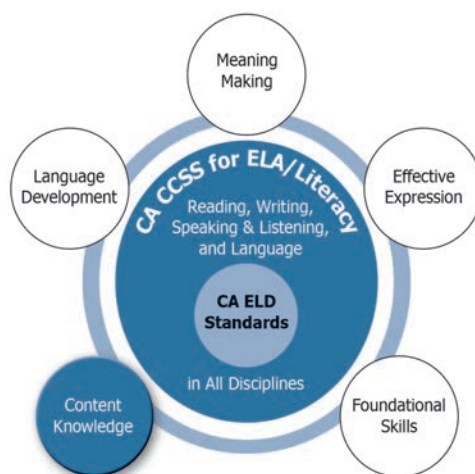 Meaning
Making
Language
Development
Effective
Expression
CA CCSS for ELA/Literacy
Reading, Writing,
Speaking & Listening,
and Language
CA ELD
Standards
in All Disciplines
Content
Knowledge
Foundational
Skills